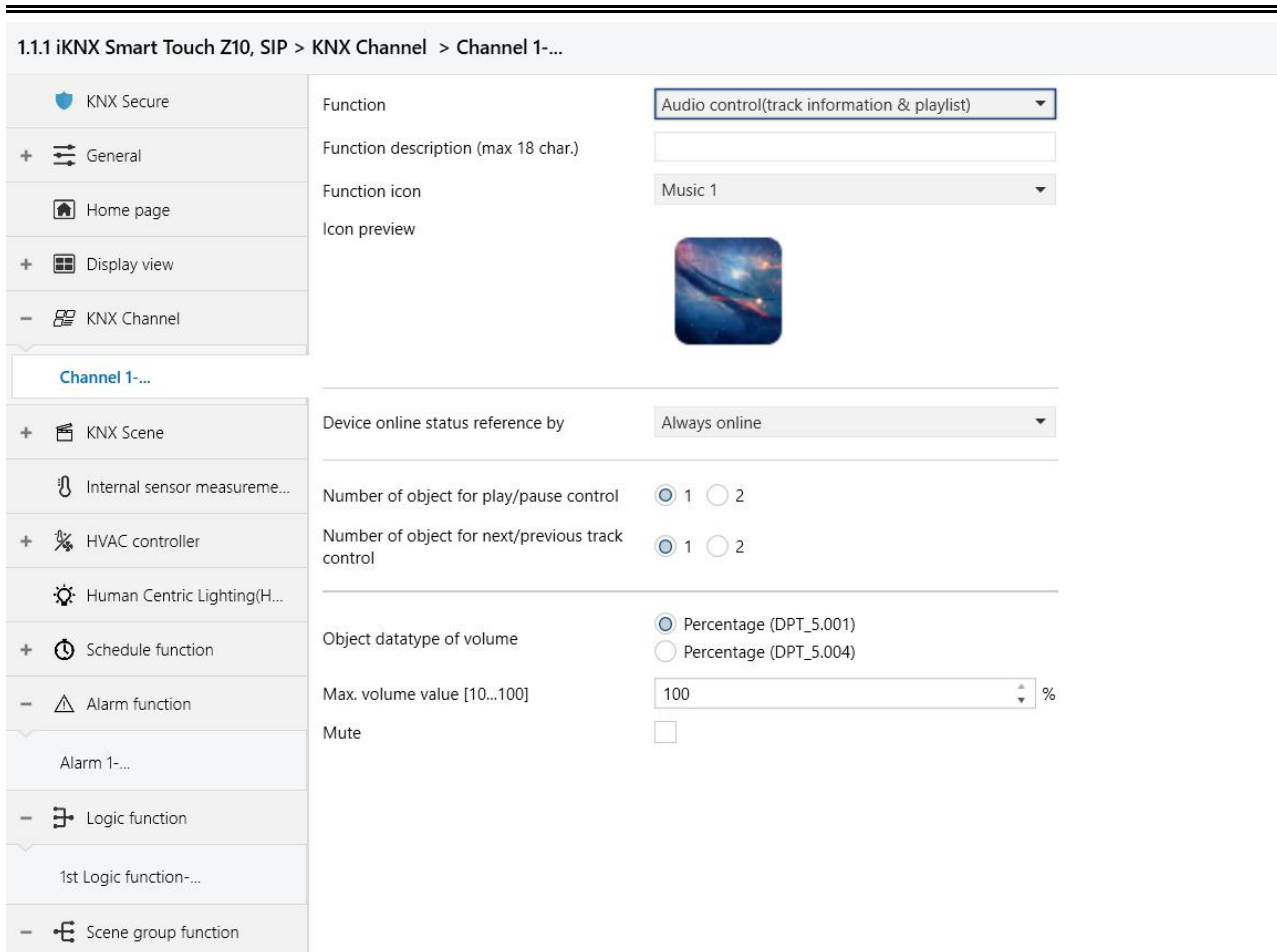 1.1.1 iKNX Smart Touch Z10, SIP > KNX Channel > Channel 1-...
KNX Secure
+ General
Home page
+ Display view
– KNX Channel
Channel 1-...
+ KNX Scene
Internal sensor measureme...
+ HVAC controller
Human Centric Lighting(H...
+ Schedule function
– Alarm function
Alarm 1-...
– Logic function
1st Logic function-...
– Scene group function
Function
Audio control(track information & playlist)
Function description (max 18 char.)
Function icon
Music 1
Icon preview
Device online status reference by
Always online
Number of object for play/pause control
1 2
Number of object for next/previous track
control
1 2
Object datatype of volume
Percentage (DPT_5.001)
Percentage (DPT_5.004)
Max. volume value [10...100]
100 %
Mute